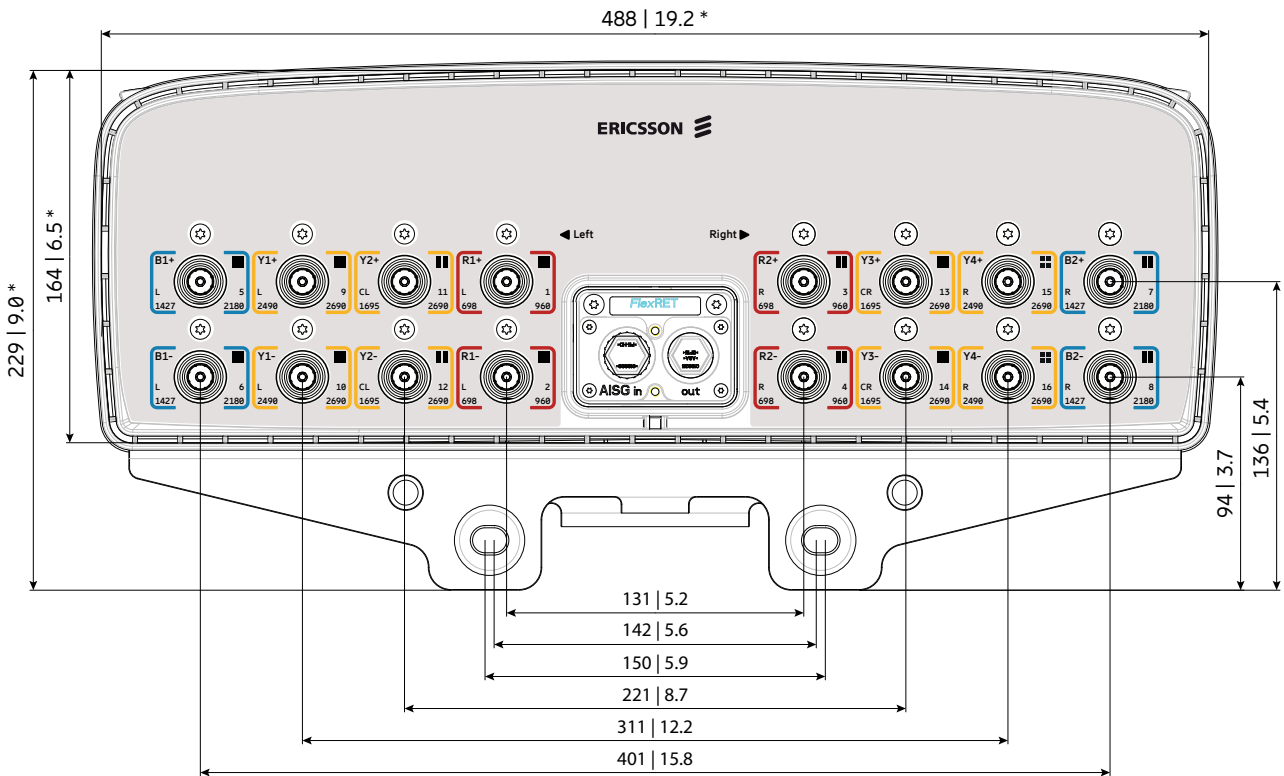 488 | 19.2 *
229 | 9.0 *
164 | 6.5 *
ERICSSON
Left
Right
B1+
L 5
1427 2180
Y1+
L 9
2490 2690
Y2+
CL 11
1695 2690
R1+
L 1
698 960
R2+
R 3
698 960
Y3+
CR 13
1695 2690
Y4+
R 15
2490 2690
B2+
R 7
1427 2180
FlexRET
AISG in
out
B1-
L 6
1427 2180
Y1-
L 10
2490 2690
Y2-
CL 12
1695 2690
R1-
L 2
698 960
R2-
R 4
698 960
Y3-
CR 14
1695 2690
Y4-
R 16
2490 2690
B2-
R 8
1427 2180
94 | 3.7
136 | 5.4
131 | 5.2
142 | 5.6
150 | 5.9
221 | 8.7
311 | 12.2
401 | 15.8